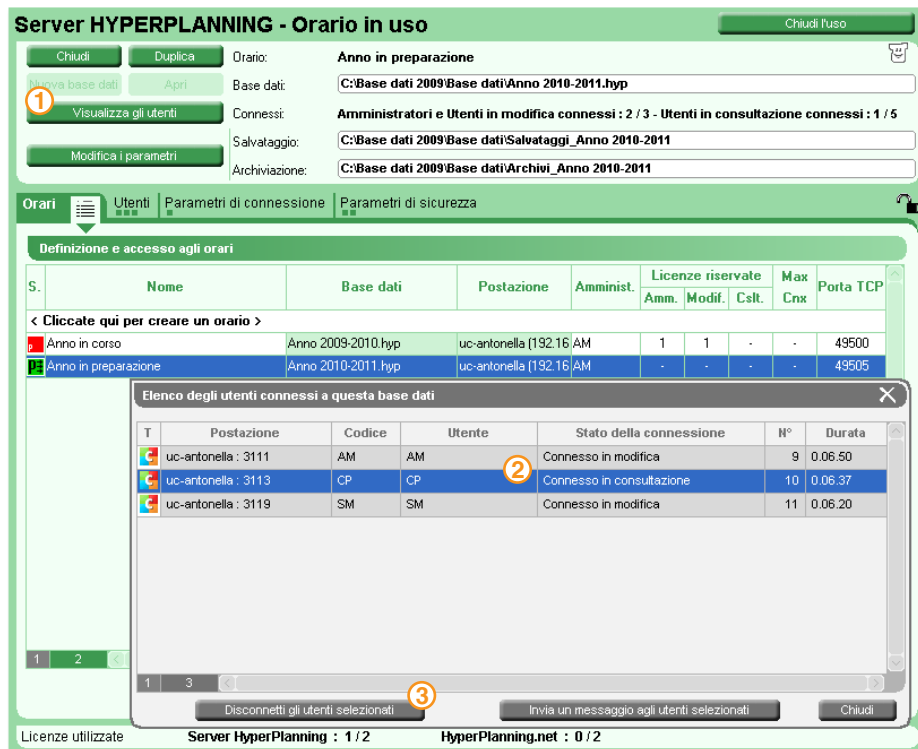 Server HYPERPLANNING - Orario in uso
Chiudi l'uso
Chiudi
Duplica
Orario:
Anno in preparazione
Nuova base dati
Apri
Base dati:
C:\Base dati 2009\Base dati\Anno 2010-2011.hyp
1
Visualizza gli utenti
Connessi:
Amministratori e Utenti in modifica connessi : 2 / 3 - Utenti in consultazione connessi : 1 / 5
Salvataggio:
C:\Base dati 2009\Base dati\Salvataggi_Anno 2010-2011
Modifica i parametri
Archiviazione:
C:\Base dati 2009\Base dati\Archivi_Anno 2010-2011
Orari
Utenti
Parametri di connessione
Parametri di sicurezza
Definizione e accesso agli orari
S. Nome Base dati Postazione Amminist. Licenze riservate Max Porta TCP
Amm. Modif. Cslt. Cnx
< Cliccate qui per creare un orario >
P Anno in corso Anno 2009-2010.hyp uc-antonella (192.16 AM 1 1 - - 49500
P Anno in preparazione Anno 2010-2011.hyp uc-antonella (192.16 AM - - - - 49505
Elenco degli utenti connessi a questa base dati
T Postazione Codice Utente Stato della connessione N° Durata
uc-antonella : 3111 AM AM Connesso in modifica 9 0.06.50
2
uc-antonella : 3113 CP CP Connesso in consultazione 10 0.06.37
uc-antonella : 3119 SM SM Connesso in modifica 11 0.06.20
1 2
1 3
3
Disconnetti gli utenti selezionati
Invia un messaggio agli utenti selezionati
Chiudi
Licenze utilizzate Server HyperPlanning : 1 / 2 HyperPlanning.net : 0 / 2